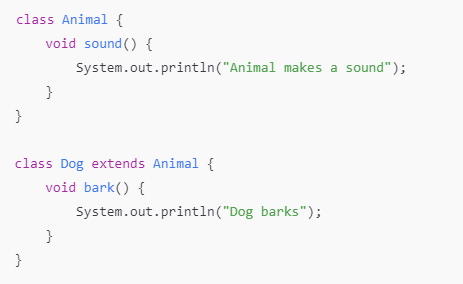 class Animal {
    void sound() {
        System.out.println("Animal makes a sound");
    }
}

class Dog extends Animal {
    void bark() {
        System.out.println("Dog barks");
    }
}